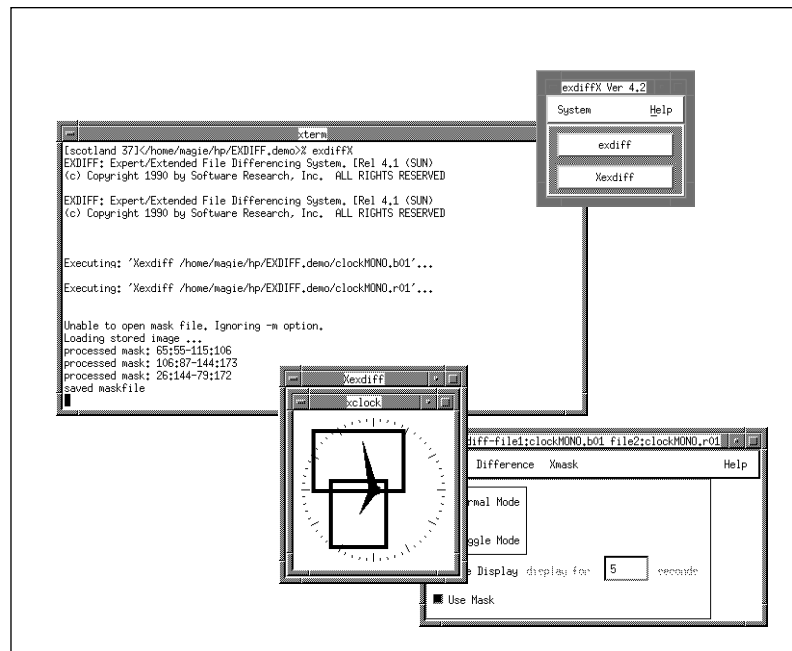 exdiffX Ver 4.2
System Help
exdiff
Xexdiff
xterm
[scotland 37]</home/magie/hp/EXDIFF.demo>% exdiffX
EXDIFF: Expert/Extended File Differencing System. [Rel 4.1 (SUN)
(c) Copyright 1990 by Software Research, Inc. ALL RIGHTS RESERVED
EXDIFF: Expert/Extended File Differencing System. [Rel 4.1 (SUN)
(c) Copyright 1990 by Software Research, Inc. ALL RIGHTS RESERVED
Executing: 'Xexdiff /home/magie/hp/EXDIFF.demo/clockMONO.b01'...
Executing: 'Xexdiff /home/magie/hp/EXDIFF.demo/clockMONO.r01'...
Unable to open mask file. Ignoring -m option.
Loading stored image ...
processed mask: 65:55-115:106
processed mask: 106:87-144:173
processed mask: 26:144-79:172
saved maskfile
Xexdiff
xclock
diff-file1:clockMONO.b01 file2:clockMONO.r01
Difference Xmask Help
rmal Mode
ggle Mode
e Display display for 5 seconds
Use Mask